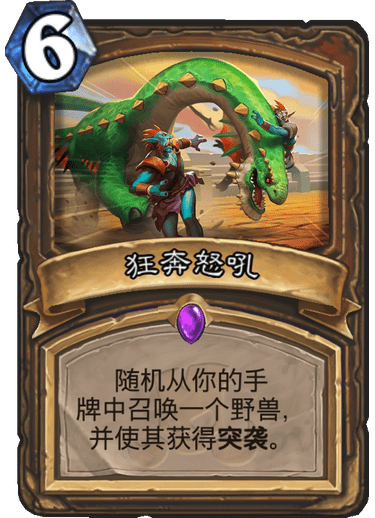 6
狂奔怒吼
随机从你的手
牌中召唤一个野兽，
并使其获得突袭。